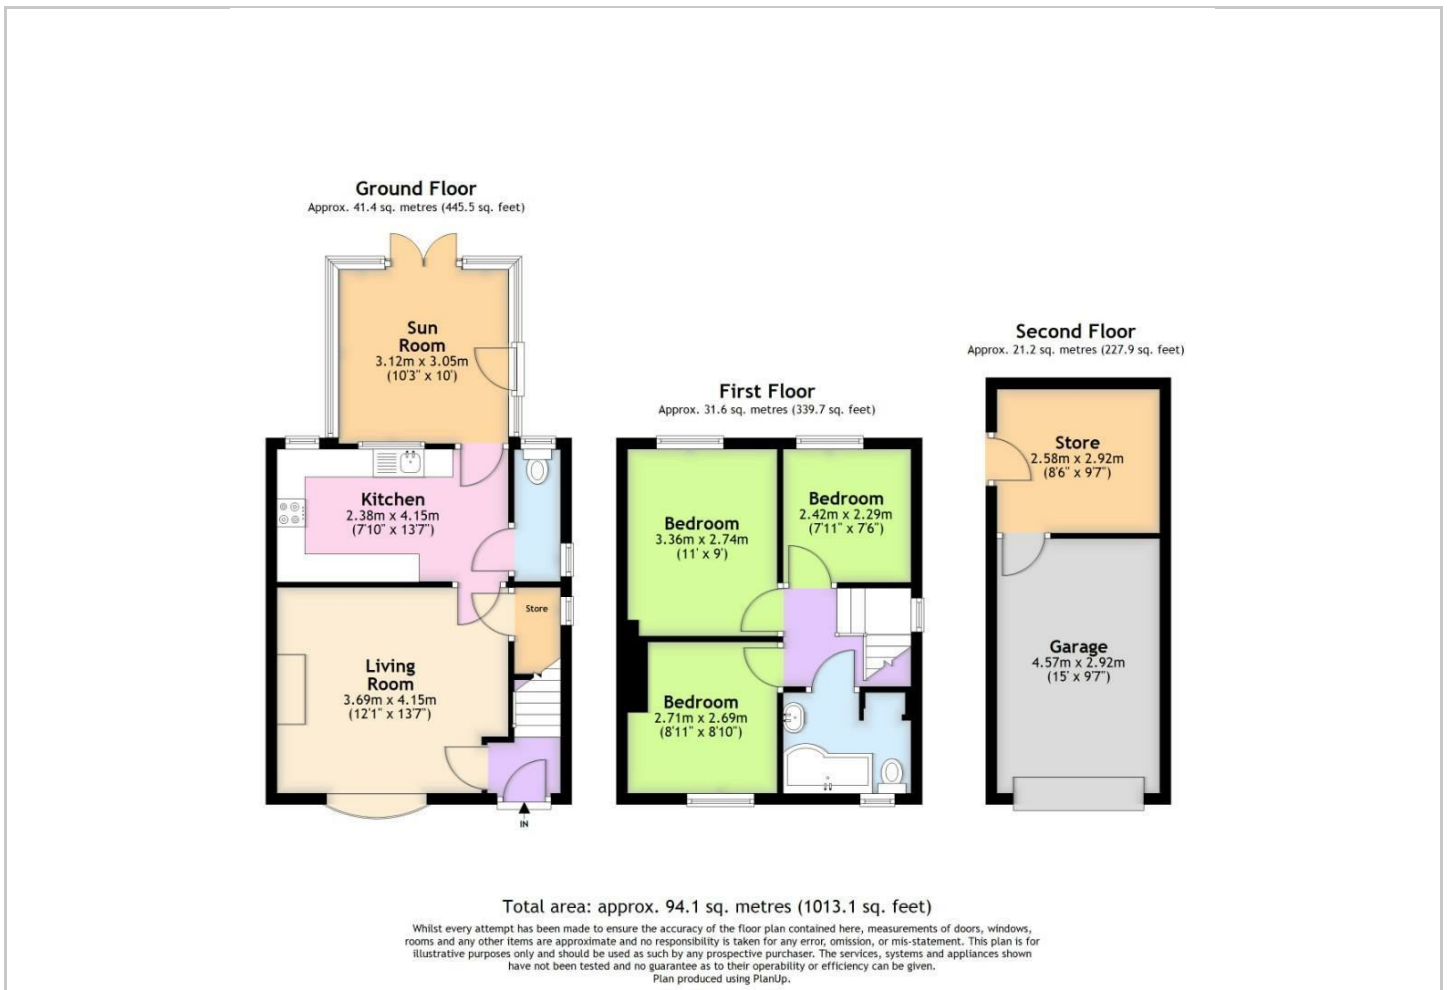 Ground Floor
Approx. 41.4 sq. metres (445.5 sq. feet)
Sun
Room
3.12m x 3.05m
(10'3" x 10')
Kitchen
2.38m x 4.15m
(7'10" x 13'7")
Store
Living
Room
3.69m x 4.15m
(12'1" x 13'7")
IN
First Floor
Approx. 31.6 sq. metres (339.7 sq. feet)
Bedroom
3.36m x 2.74m
(11' x 9')
Bedroom
2.42m x 2.29m
(7'11" x 7'6")
Bedroom
2.71m x 2.69m
(8'11" x 8'10")
Second Floor
Approx. 21.2 sq. metres (227.9 sq. feet)
Store
2.58m x 2.92m
(8'6" x 9'7")
Garage
4.57m x 2.92m
(15' x 9'7")
Total area: approx. 94.1 sq. metres (1013.1 sq. feet)
Whilst every attempt has been made to ensure the accuracy of the floor plan contained here, measurements of doors, windows,
rooms and any other items are approximate and no responsibility is taken for any error, omission, or mis-statement. This plan is for
illustrative purposes only and should be used as such by any prospective purchaser. The services, systems and appliances shown
have not been tested and no guarantee as to their operability or efficiency can be given.
Plan produced using PlanUp.